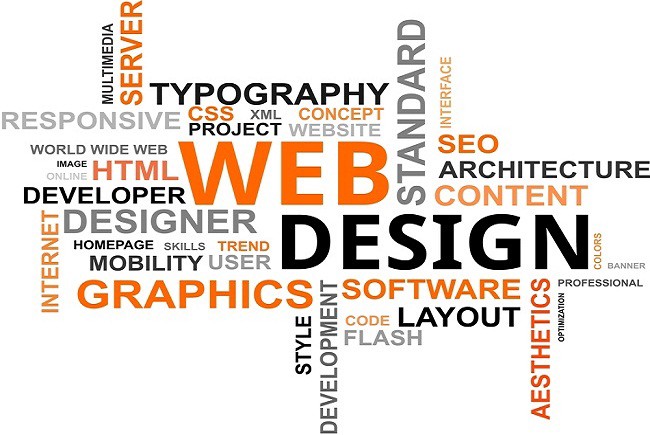 MULTIMEDIA
SERVER
TYPOGRAPHY
STANDARD
INTERFACE
RESPONSIVE
CSS
XML
CONCEPT
PROJECT
WEBSITE
WORLD WIDE WEB
IMAGE
ONLINE
HTML
WEB
SEO
ARCHITECTURE
DEVELOPER
CONTENT
INTERNET
DESIGNER
DESIGN
HOMEPAGE
SKILLS
TREND
COLORS
MOBILITY
USER
BANNER
GRAPHICS
SOFTWARE
AESTHETICS
OPTIMIZATION
PROFESSIONAL
STYLE
DEVELOPMENT
CODE
LAYOUT
FLASH